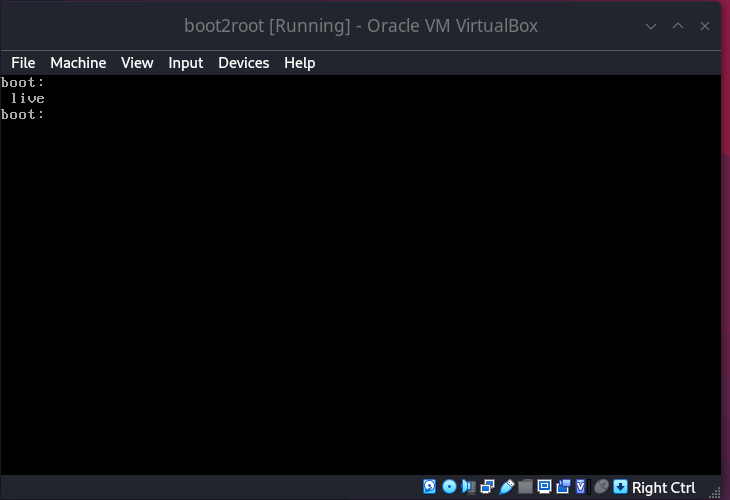 boot2root [Running] - Oracle VM VirtualBox
File Machine View Input Devices Help
boot:
live
boot:
Right Ctrl